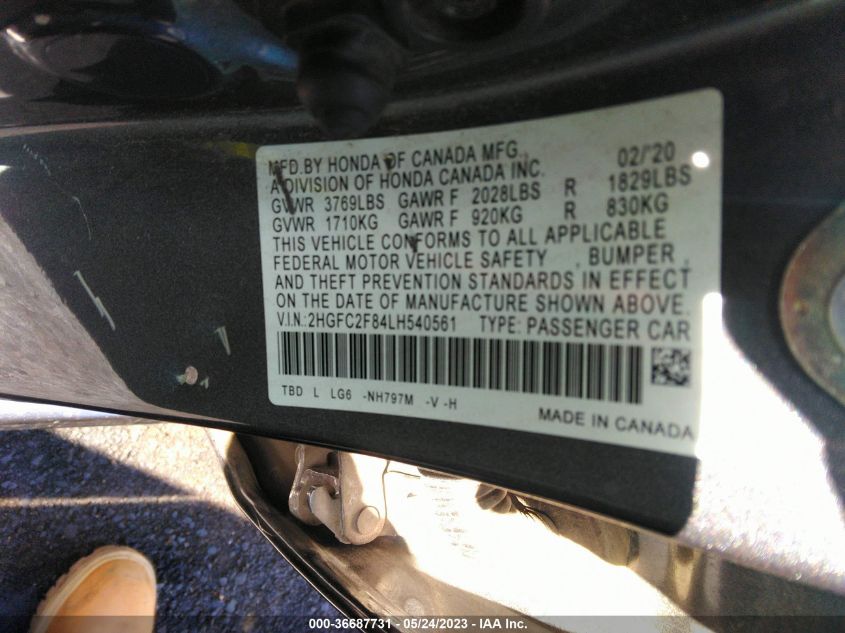 MFD.BY HONDA OF CANADA MFG., 02/'20
A DIVISION OF HONDA CANADA INC.
GVWR 3769LBS GAWR F 2028LBS R 1829LBS
GVWR 1710KG GAWR F 920KG R 830KG
THIS VEHICLE CONFORMS TO ALL APPLICABLE
FEDERAL MOTOR VEHICLE SAFETY , BUMPER ,
AND THEFT PREVENTION STANDARDS IN EFFECT
ON THE DATE OF MANUFACTURE SHOWN ABOVE.
V.I.N.:2HGFC2F84LH540561 TYPE: PASSENGER CAR
TBD L LG6 -NH797M -V -H
MADE IN CANADA
000-36687731 - 05/24/2023 - IAA Inc.